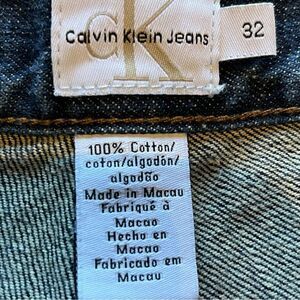 Calvin Klein Jeans
CK
32
100% Cotton/
coton/algodón/
algodão
Made in Macau
Fabriqué à
Macao
Hecho en
Macao
Fabricado em
Macau